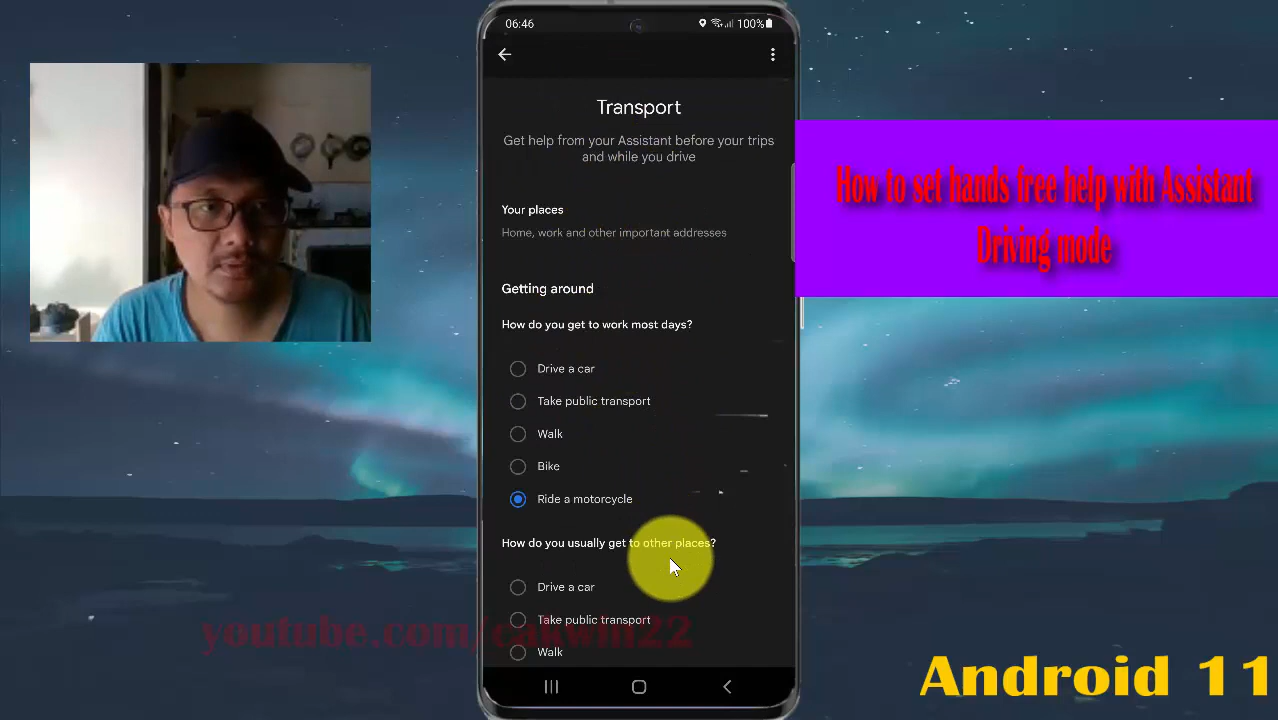 06:46
100%
Transport
Get help from your Assistant before your trips
and while you drive
Your places
Home, work and other important addresses
Getting around
How do you get to work most days?
Drive a car
Take public transport
Walk
Bike
Ride a motorcycle
How do you usually get to other places?
Drive a car
Take public transport
Walk
How to set hands free help with Assistant
Driving mode
youtube.com/cakwin22
Android 11